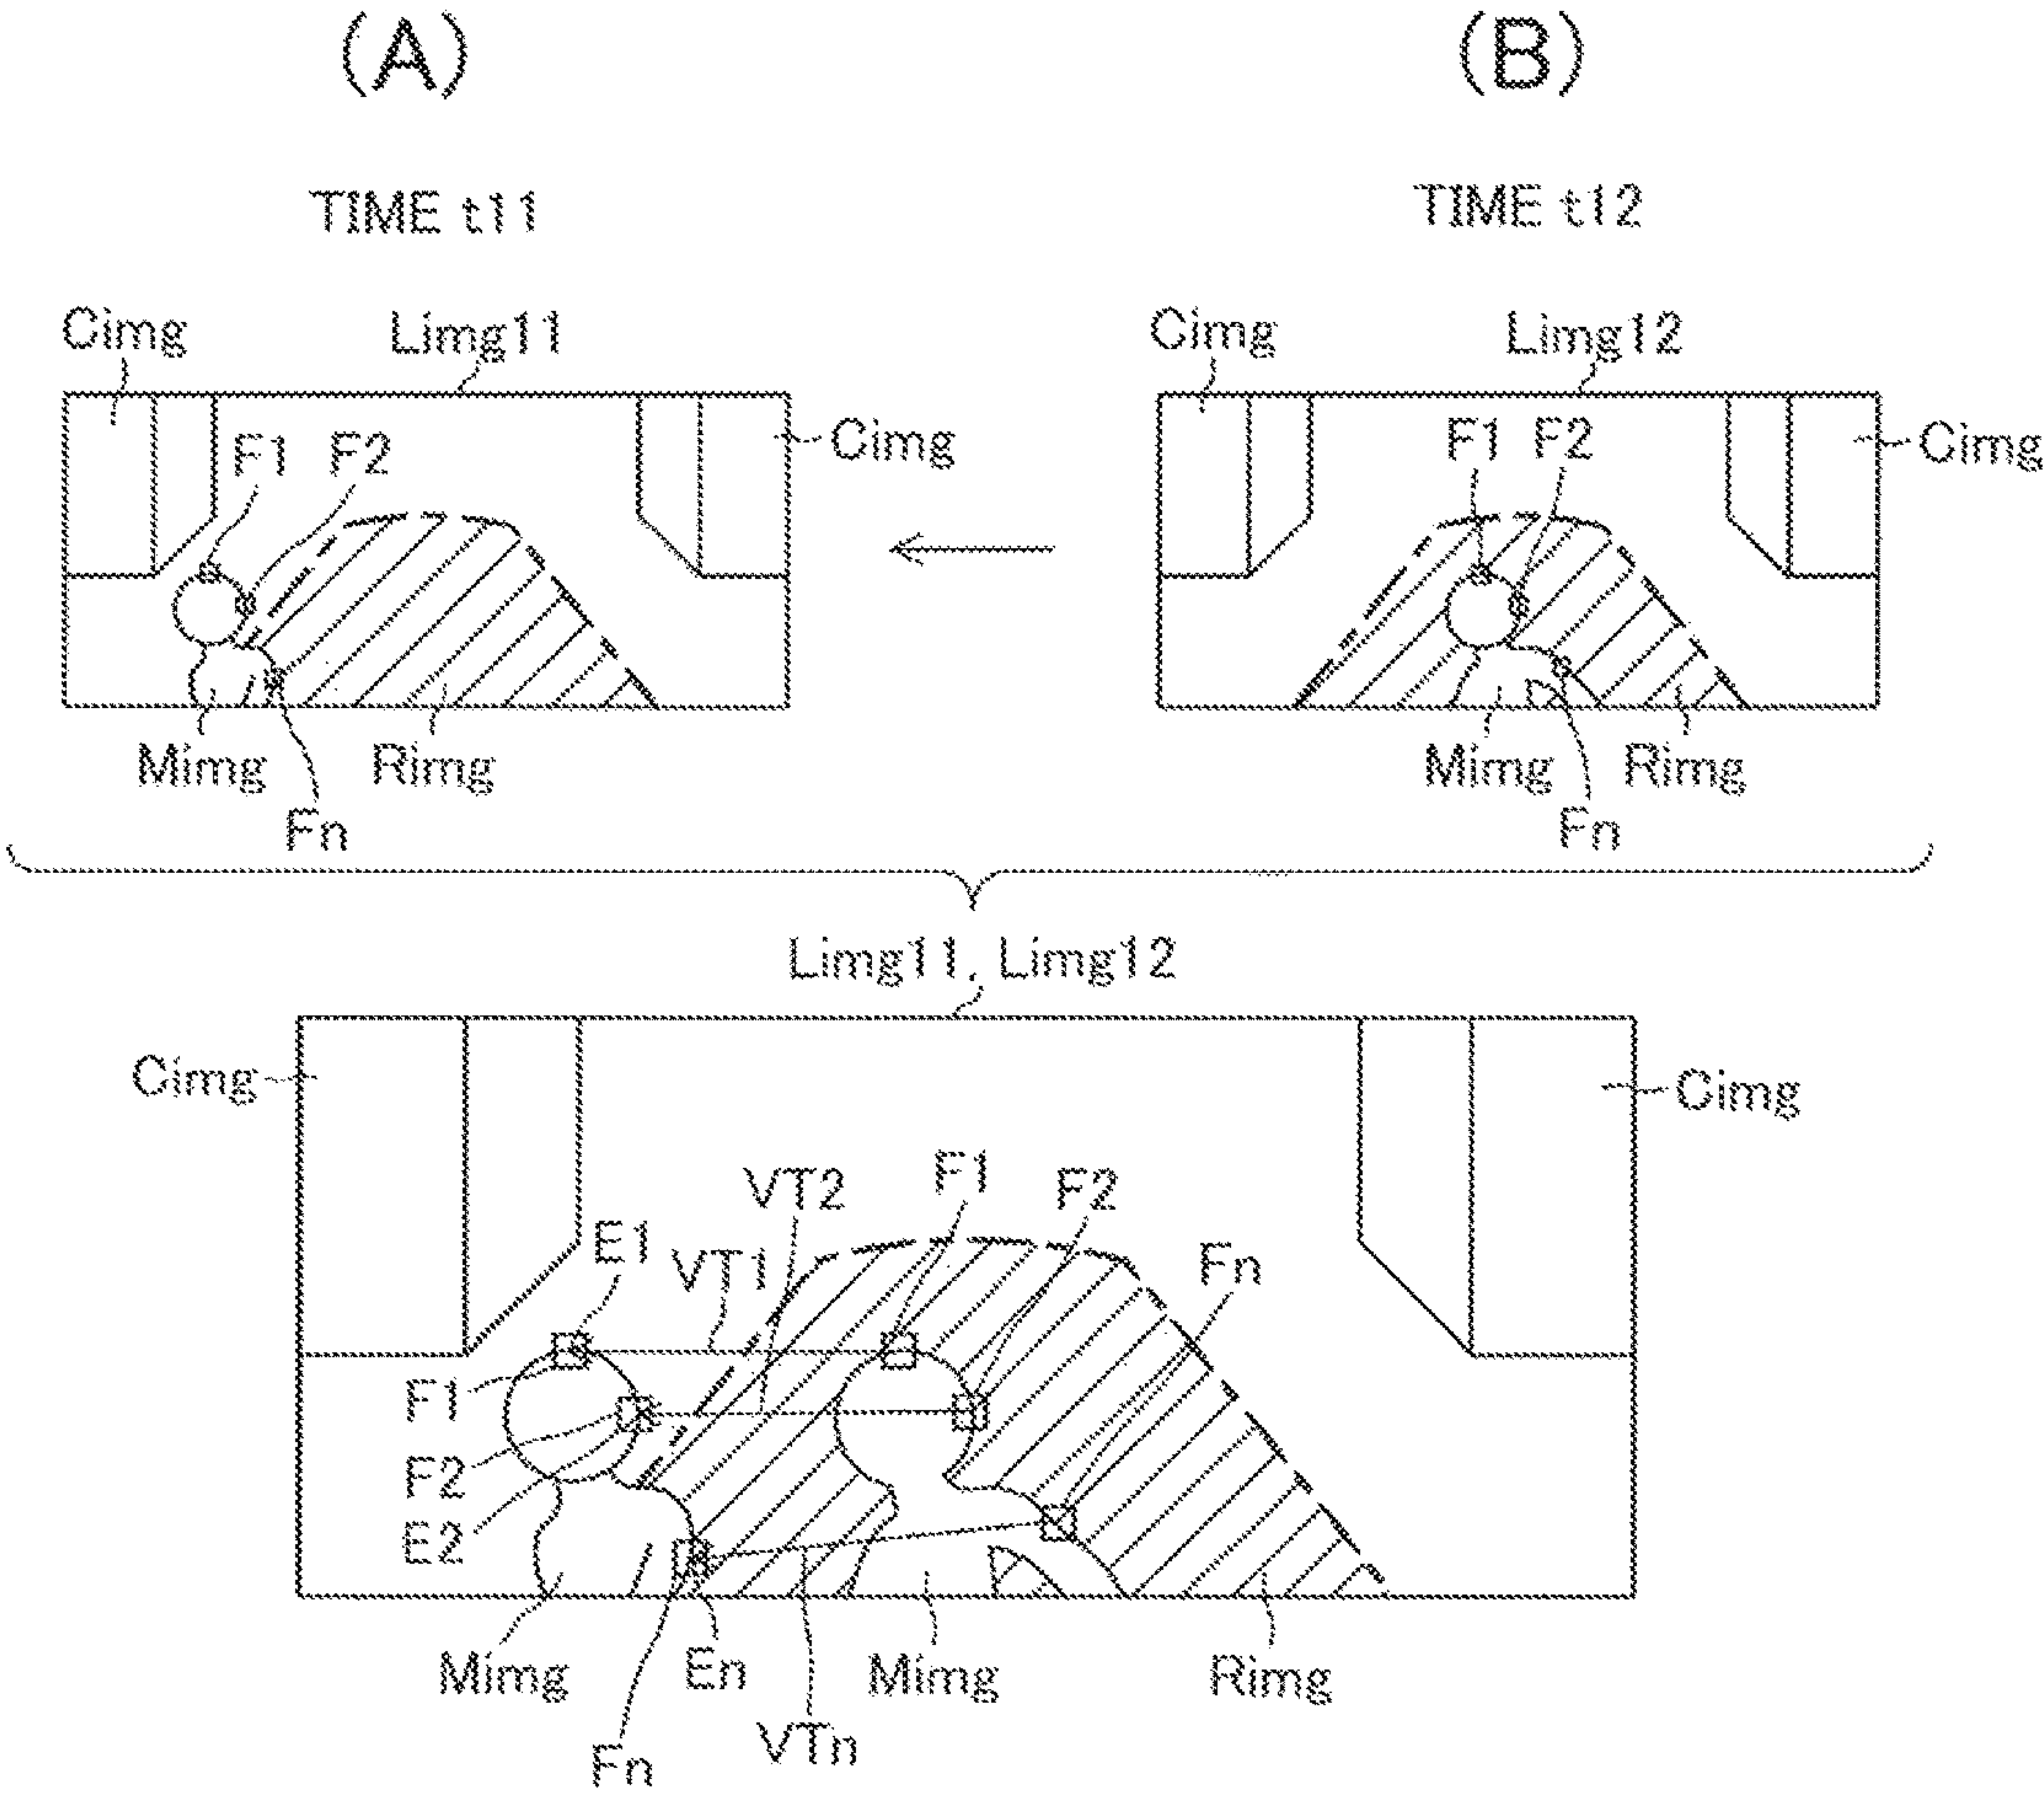 (A)
(B)
TIME t11
TIME t12
Cimg
Limg11
Cimg
Limg12
F1
F2
Cimg
F1
F2
Cimg
Mimg
Rimg
Mimg
Rimg
Fn
Fn
Limg11, Limg12
Cimg
Cimg
VT2
F1
F2
E1
VT1
Fn
F1
F2
E2
Mimg
En
Mimg
Rimg
Fn
VTn